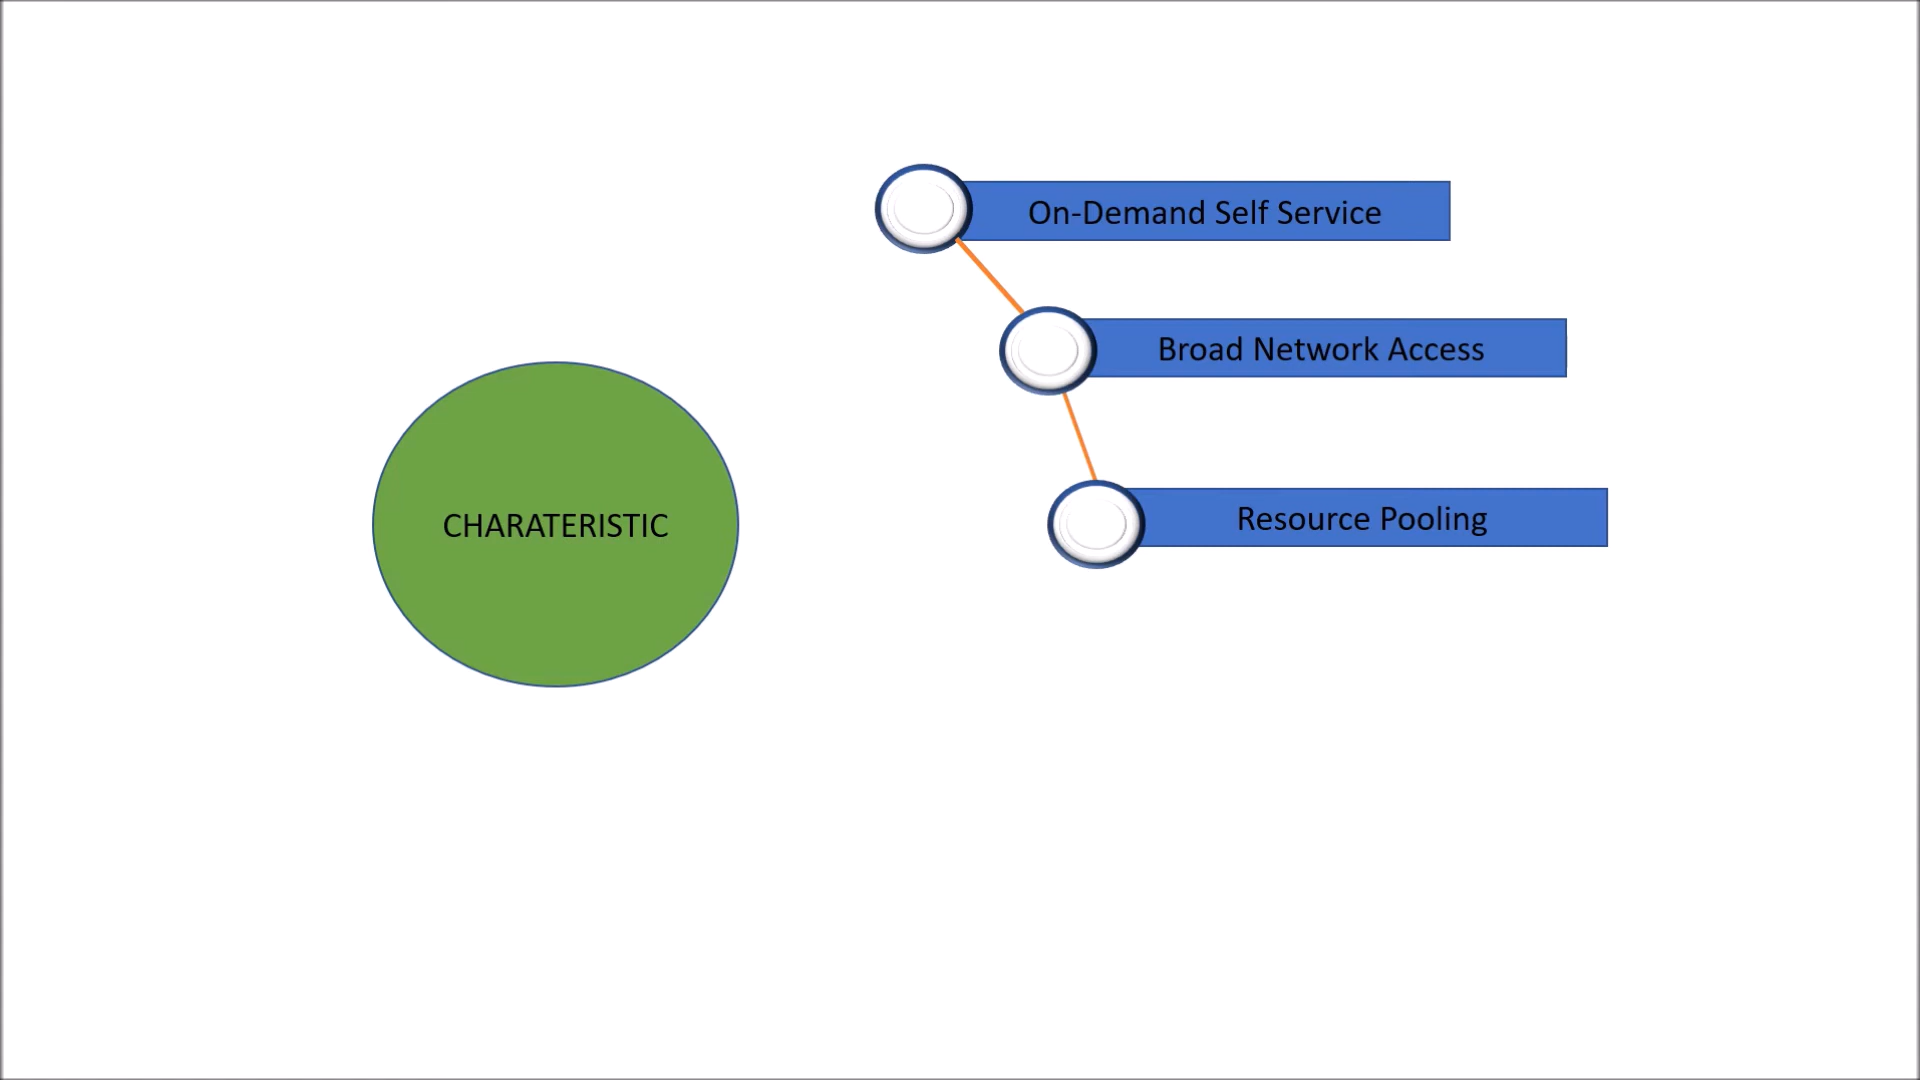 On-Demand Self Service
Broad Network Access
CHARATERISTIC
Resource Pooling